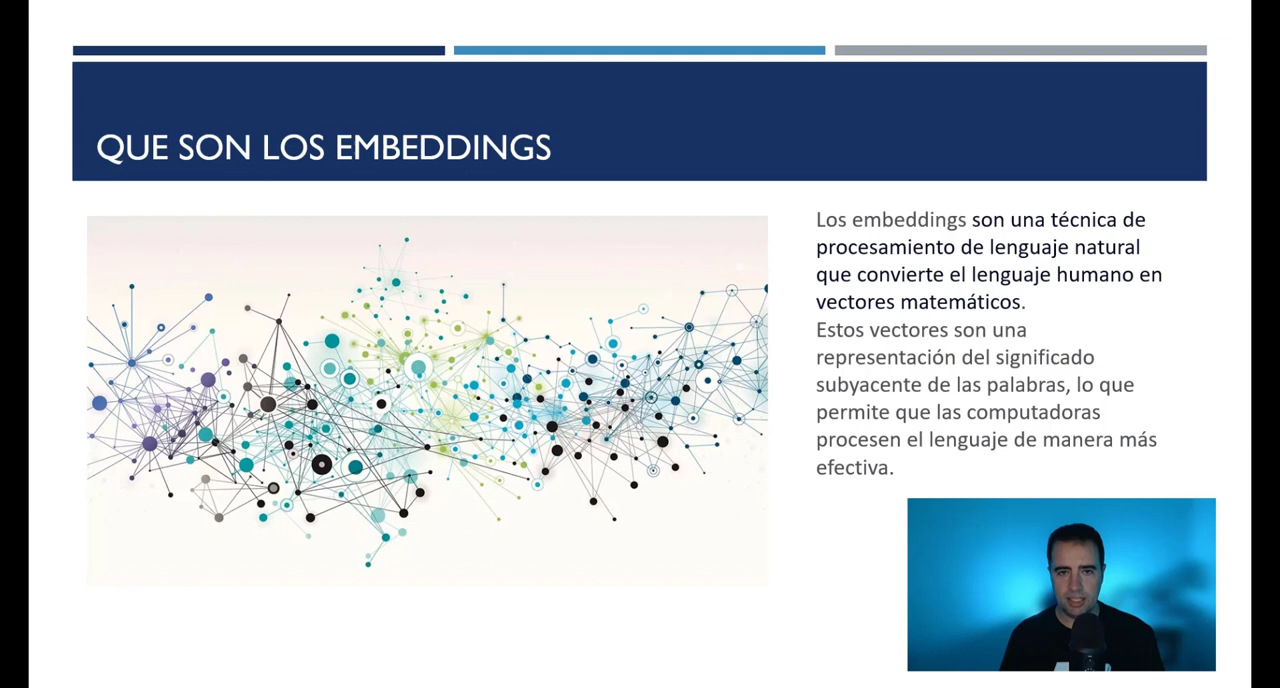 QUE SON LOS EMBEDDINGS
Los embeddings son una técnica de
procesamiento de lenguaje natural
que convierte el lenguaje humano en
vectores matemáticos.
Estos vectores son una
representación del significado
subyacente de las palabras, lo que
permite que las computadoras
procesen el lenguaje de manera más
efectiva.